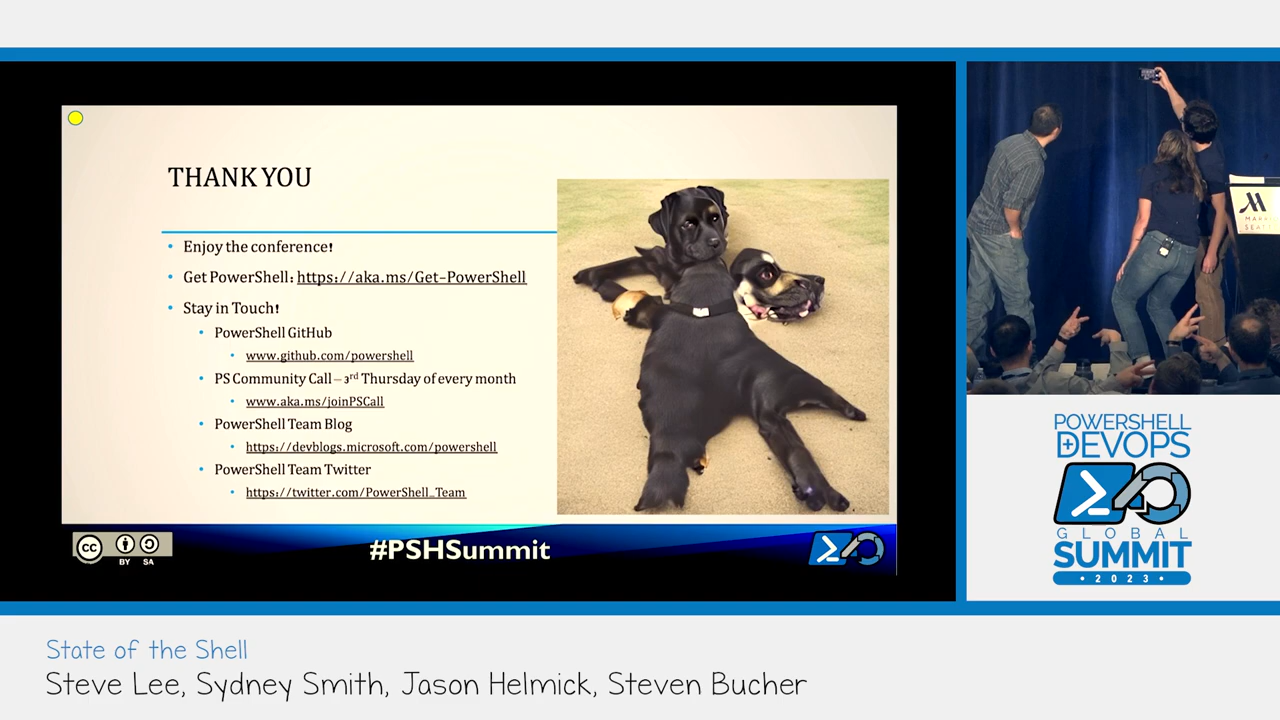 THANK YOU
• Enjoy the conference!
• Get PowerShell: https://aka.ms/Get-PowerShell
• Stay in Touch!
• PowerShell GitHub
• www.github.com/powershell
• PS Community Call – 3rd Thursday of every month
• www.aka.ms/joinPSCall
• PowerShell Team Blog
• https://devblogs.microsoft.com/powershell
• PowerShell Team Twitter
• https://twitter.com/PowerShell_Team
cc
BY SA
#PSHSummit
POWERSHELL
+DEVOPS
GLOBAL
SUMMIT
• 2023 •
State of the Shell
Steve Lee, Sydney Smith, Jason Helmick, Steven Bucher